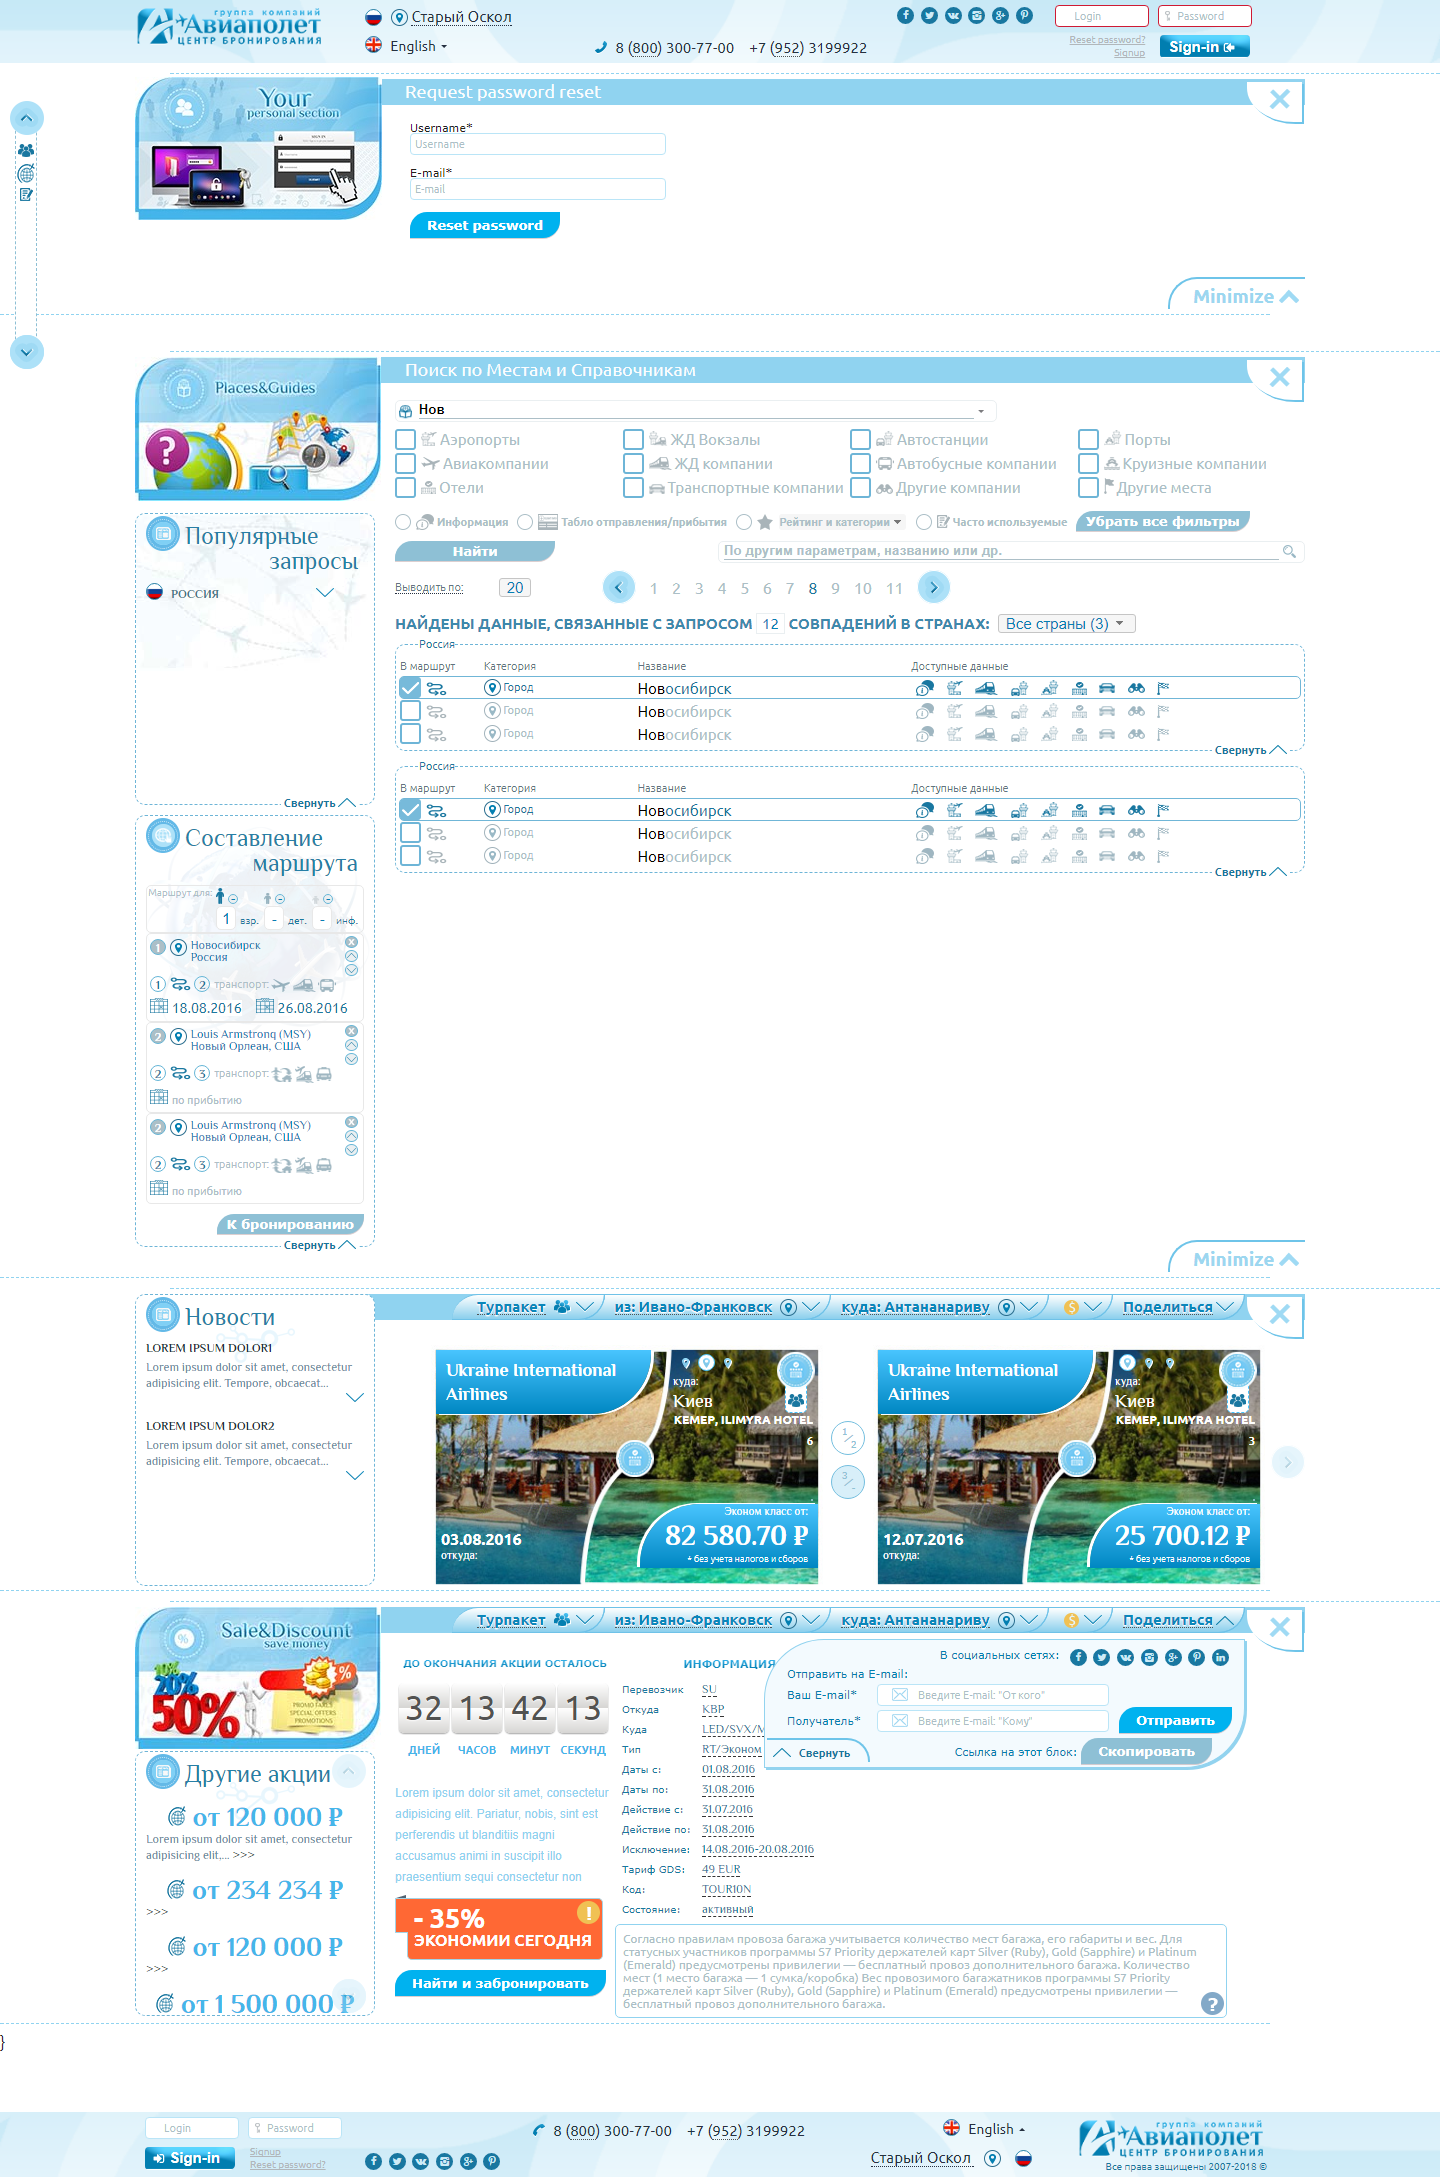 группа компаний
Авиаполет
ЦЕНТР БРОНИРОВАНИЯ
Старый Оскол
English
8 (800) 300-77-00 +7 (952) 3199922
Login
Password
Reset password?
Signup
Sign-in
Your
personal section
Request password reset
Username*
Username
E-mail*
E-mail
Reset password
Minimize
Places&Guides
Поиск по Местам и Справочникам
Нов
Аэропорты
ЖД Вокзалы
Автостанции
Порты
Авиакомпании
ЖД компании
Автобусные компании
Круизные компании
Отели
Транспортные компании
Другие компании
Другие места
Информация
Табло отправления/прибытия
Рейтинг и категории
Часто используемые
Убрать все фильтры
Найти
По другим параметрам, названию или др.
Выводить по: 20
1 2 3 4 5 6 7 8 9 10 11
НАЙДЕНЫ ДАННЫЕ, СВЯЗАННЫЕ С ЗАПРОСОМ 12 СОВПАДЕНИЙ В СТРАНАХ: Все страны (3)
Россия
В маршрут Категория Название Доступные данные
Город Новосибирск
Город Новосибирск
Город Новосибирск
Свернуть
Россия
В маршрут Категория Название Доступные данные
Город Новосибирск
Город Новосибирск
Город Новосибирск
Свернуть
Популярные
запросы
РОССИЯ
Свернуть
Составление
маршрута
Маршрут для:
1 взр. - дет. - инф.
1 Новосибирск
Россия
1 2 транспорт:
18.08.2016 26.08.2016
2 Louis Armstrong (MSY)
Новый Орлеан, США
2 3 транспорт:
по прибытию
2 Louis Armstrong (MSY)
Новый Орлеан, США
2 3 транспорт:
по прибытию
К бронированию
Свернуть
Minimize
Новости
LOREM IPSUM DOLOR1
Lorem ipsum dolor sit amet, consectetur
adipisicing elit. Tempore, obcaecat...
LOREM IPSUM DOLOR2
Lorem ipsum dolor sit amet, consectetur
adipisicing elit. Tempore, obcaecat...
Турпакет из: Ивано-Франковск куда: Антананариву $ Поделиться
Ukraine International
Airlines
куда:
Киев
КЕМЕР, ILIMYRA HOTEL
6
03.08.2016
откуда:
Эконом класс от:
82 580.70 ₽
* без учета налогов и сборов
1/2
3/-
Ukraine International
Airlines
куда:
Киев
КЕМЕР, ILIMYRA HOTEL
3
12.07.2016
откуда:
Эконом класс от:
25 700.12 ₽
* без учета налогов и сборов
Sale&Discount
save money
%
10%
20%
50%
%
PROMO FARES
SPECIAL OFFERS
PROMOTIONS
Турпакет из: Ивано-Франковск куда: Антананариву $ Поделиться
ДО ОКОНЧАНИЯ АКЦИИ ОСТАЛОСЬ
32 13 42 13
ДНЕЙ ЧАСОВ МИНУТ СЕКУНД
Lorem ipsum dolor sit amet, consectetur
adipisicing elit. Pariatur, nobis, sint est
perferendis ut blanditiis magni
accusamus animi in suscipit illo
praesentium sequi consectetur non
- 35%
!
ЭКОНОМИИ СЕГОДНЯ
Найти и забронировать
ИНФОРМАЦИЯ
Перевозчик SU
Откуда KBP
Куда LED/SVX/M
Тип RT/Эконом
Даты с: 01.08.2016
Даты по: 31.08.2016
Действие с: 31.07.2016
Действие по: 31.08.2016
Исключение: 14.08.2016-20.08.2016
Тариф GDS: 49 EUR
Код: TOUR10N
Состояние: активный
В социальных сетях:
Отправить на E-mail:
Ваш E-mail* Введите E-mail: "От кого"
Получатель* Введите E-mail: "Кому"
Отправить
Свернуть
Ссылка на этот блок: Скопировать
Согласно правилам провоза багажа учитывается количество мест багажа, его габариты и вес. Для
статусных участников программы S7 Priority держателей карт Silver (Ruby), Gold (Sapphire) и Platinum
(Emerald) предусмотрены привилегии — бесплатный провоз дополнительного багажа. Количество
мест (1 место багажа — 1 сумка/коробка) Вес провозимого багажатников программы S7 Priority
держателей карт Silver (Ruby), Gold (Sapphire) и Platinum (Emerald) предусмотрены привилегии —
бесплатный провоз дополнительного багажа.
?
Другие акции
от 120 000 ₽
Lorem ipsum dolor sit amet, consectetur
adipisicing elit,... >>>
от 234 234 ₽
>>>
от 120 000 ₽
>>>
от 1 500 000 ₽
}
Login
Password
Sign-in
Signup
Reset password?
8 (800) 300-77-00 +7 (952) 3199922
English
Старый Оскол
группа компаний
Авиаполет
ЦЕНТР БРОНИРОВАНИЯ
Все права защищены 2007-2018 ©